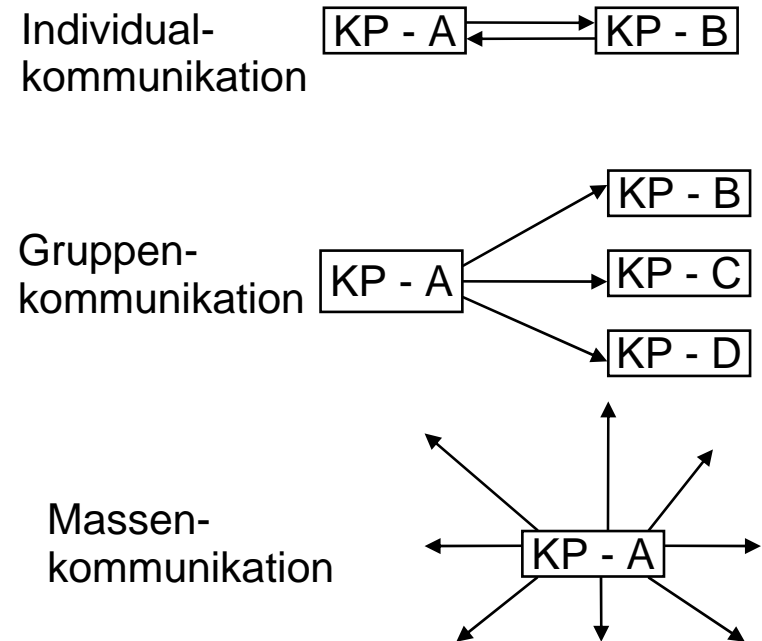 Individual-
kommunikation
KP - A
KP - B
Gruppen-
kommunikation
KP - A
KP - B
KP - C
KP - D
Massen-
kommunikation
KP - A